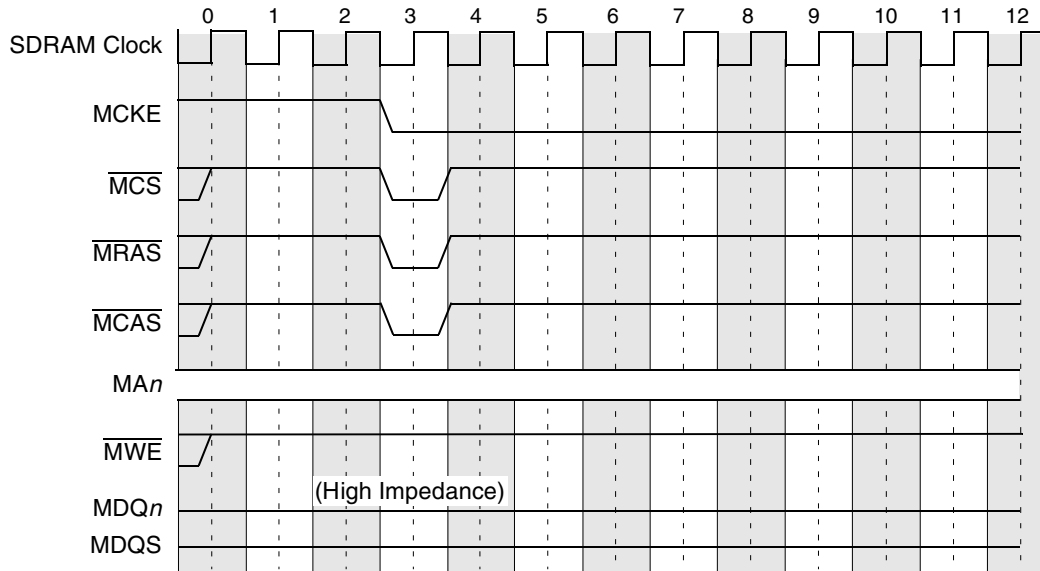 0 1 2 3 4 5 6 7 8 9 10 11 12
SDRAM Clock
MCKE
MCS
MRAS
MCAS
MAn
MWE
(High Impedance)
MDQn
MDQS